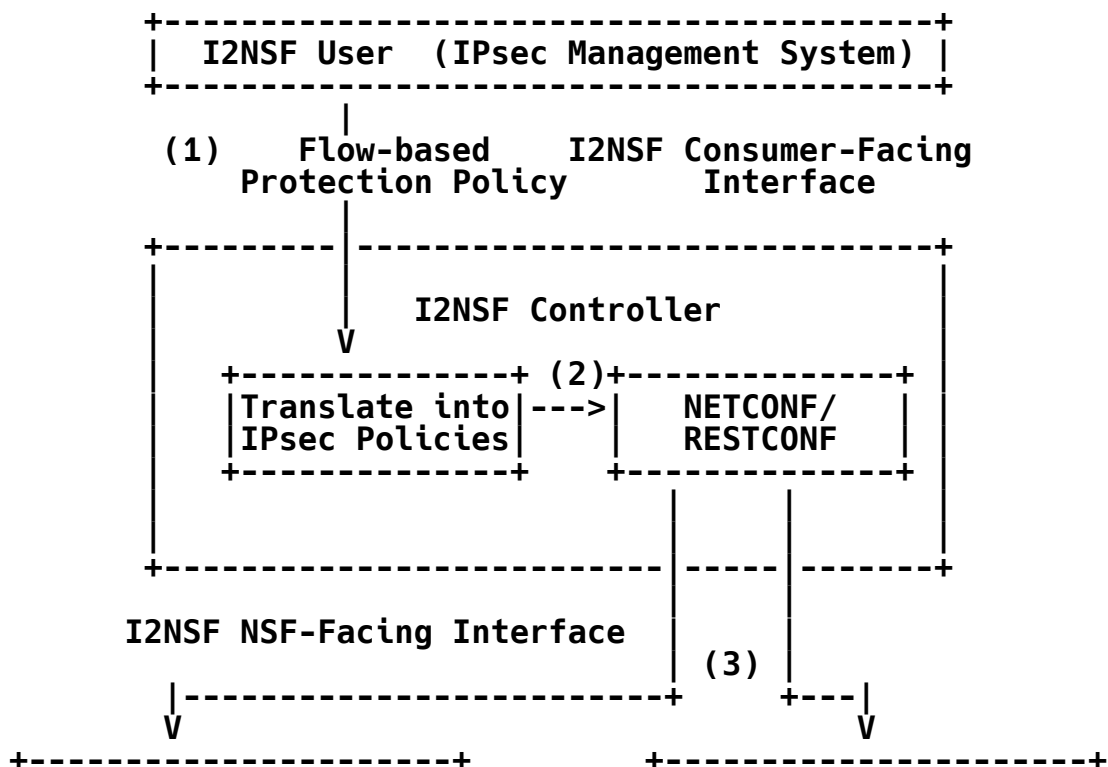 I2NSF User (IPsec Management System)
(1) Flow-based I2NSF Consumer-Facing
Protection Policy Interface
I2NSF Controller
V
(2)
Translate into ---> NETCONF/
IPsec Policies RESTCONF
I2NSF NSF-Facing Interface
(3)
V V